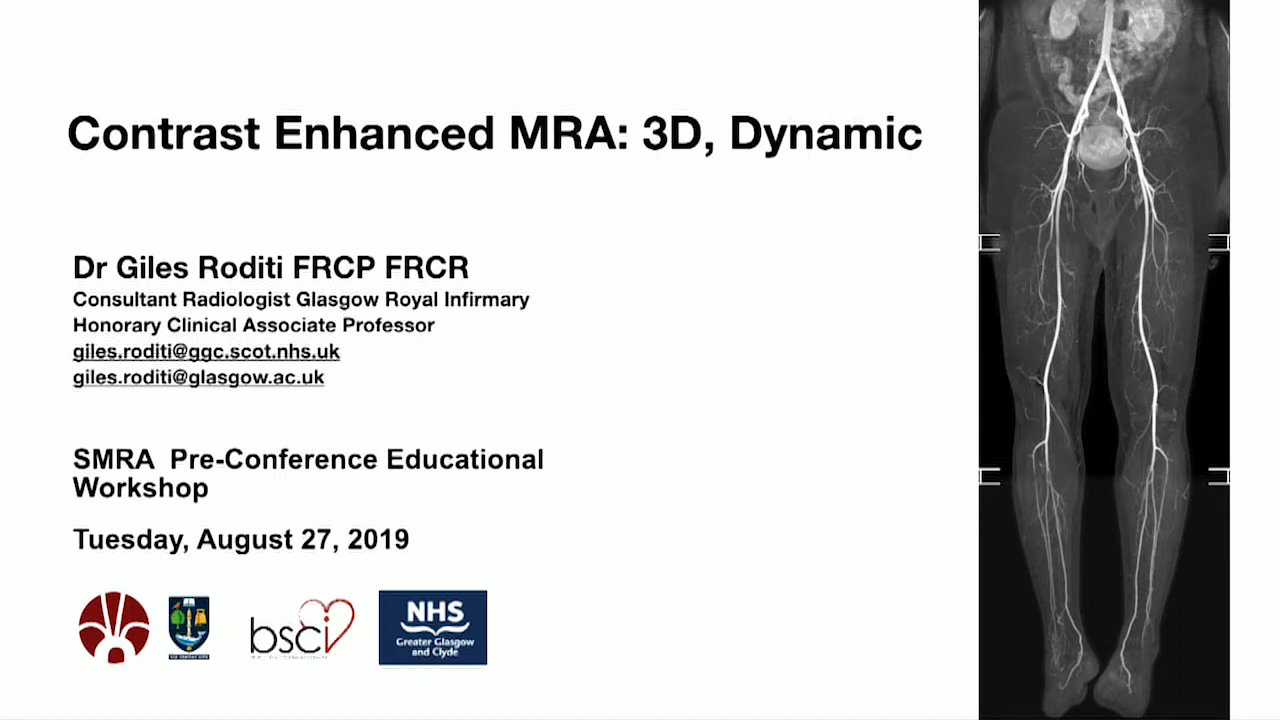 Contrast Enhanced MRA: 3D, Dynamic
Dr Giles Roditi FRCP FRCR
Consultant Radiologist Glasgow Royal Infirmary
Honorary Clinical Associate Professor
giles.roditi@ggc.scot.nhs.uk
giles.roditi@glasgow.ac.uk
SMRA Pre-Conference Educational
Workshop
Tuesday, August 27, 2019
bsci
NHS
Greater Glasgow
and Clyde